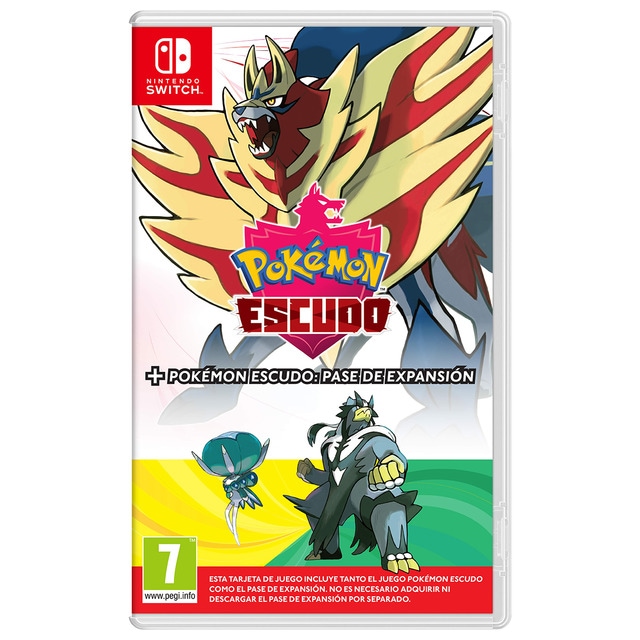 NINTENDO
SWITCH™
POKéMON™
ESCUDO
+ POKÉMON ESCUDO: PASE DE EXPANSIÓN
7
www.pegi.info
ESTA TARJETA DE JUEGO INCLUYE TANTO EL JUEGO POKÉMON ESCUDO
COMO EL PASE DE EXPANSIÓN. NO ES NECESARIO ADQUIRIR NI
DESCARGAR EL PASE DE EXPANSIÓN POR SEPARADO.